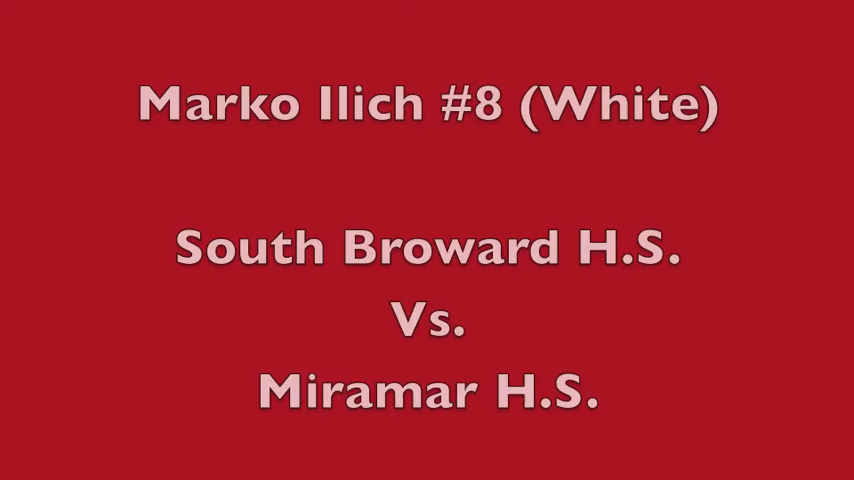 Marko Ilich #8 (White)
South Broward H.S.
Vs.
Miramar H.S.